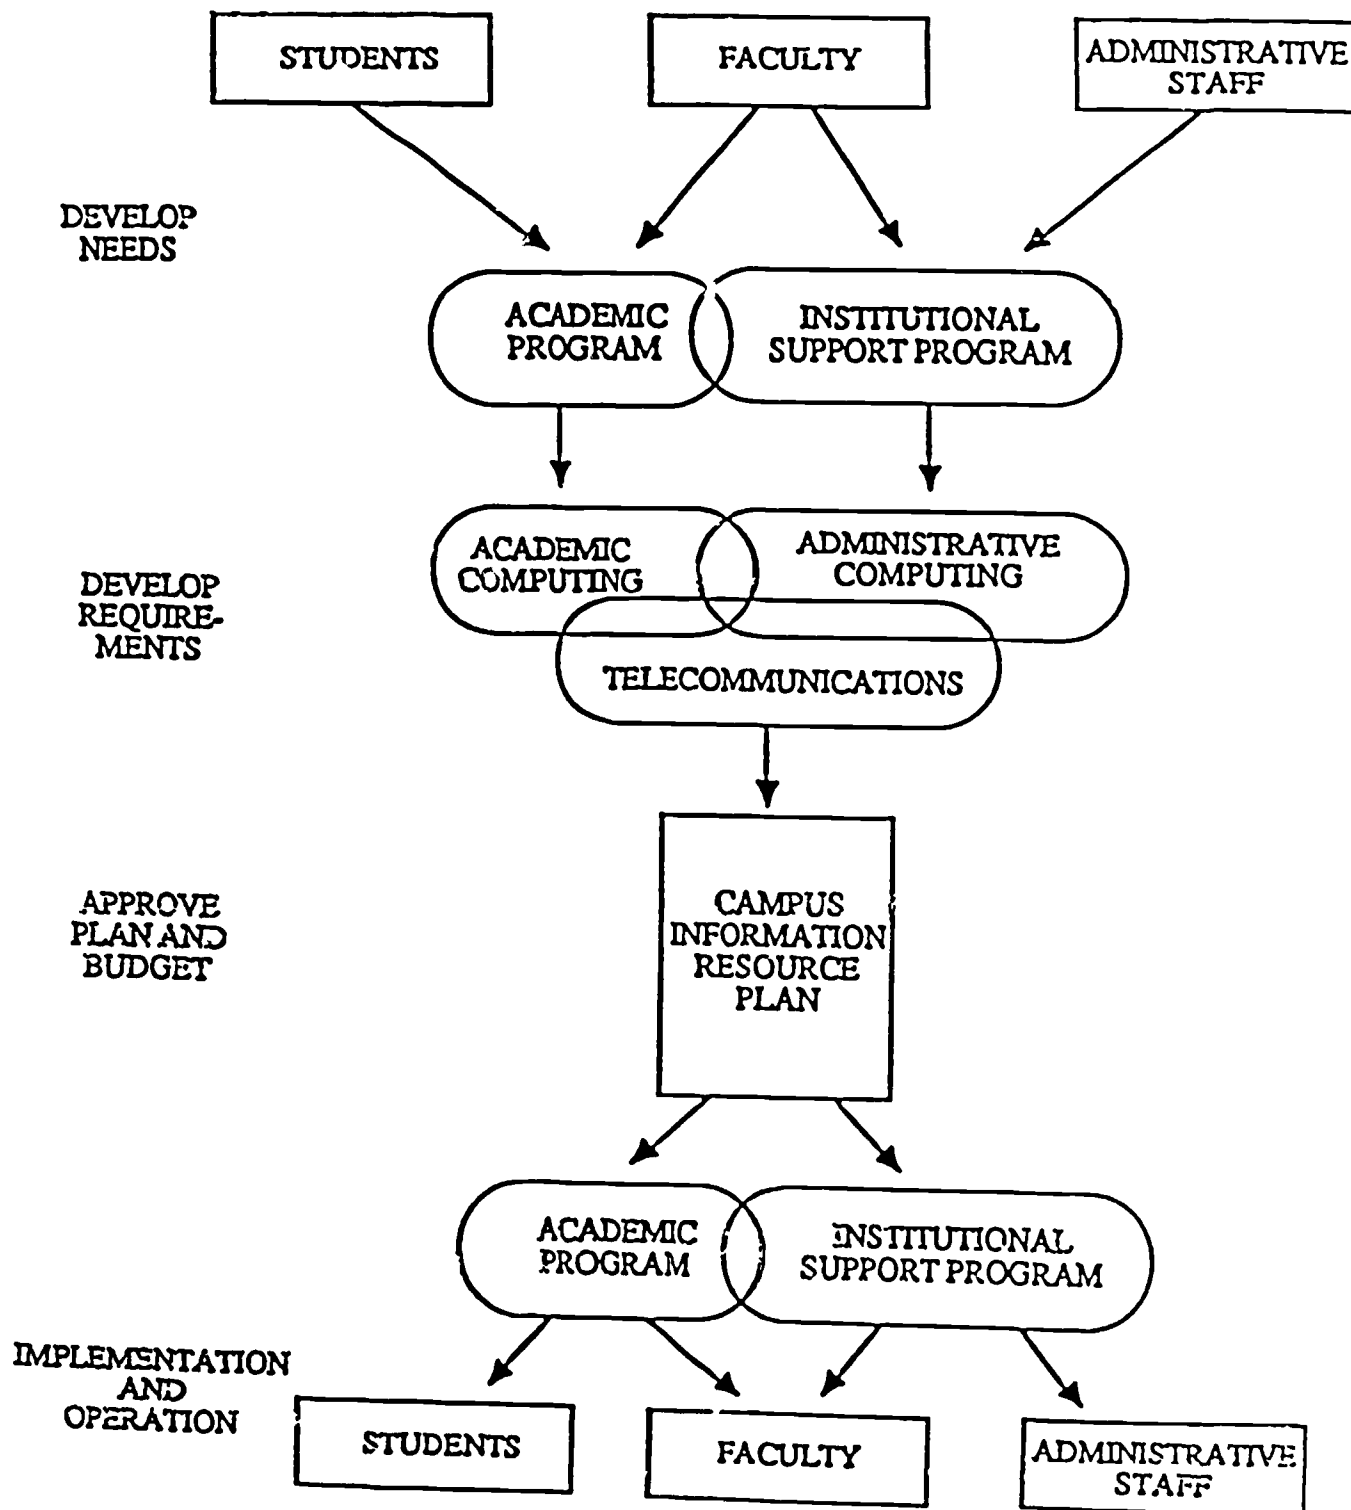 STUDENTS
FACULTY
ADMINISTRATIVE
STAFF
DEVELOP
NEEDS
ACADEMIC
PROGRAM
INSTITUTIONAL
SUPPORT PROGRAM
ACADEMIC
COMPUTING
ADMINISTRATIVE
COMPUTING
DEVELOP
REQUIRE-
MENTS
TELECOMMUNICATIONS
APPROVE
PLAN AND
BUDGET
CAMPUS
INFORMATION
RESOURCE
PLAN
ACADEMIC
PROGRAM
INSTITUTIONAL
SUPPORT PROGRAM
IMPLEMENTATION
AND
OPERATION
STUDENTS
FACULTY
ADMINISTRATIVE
STAFF